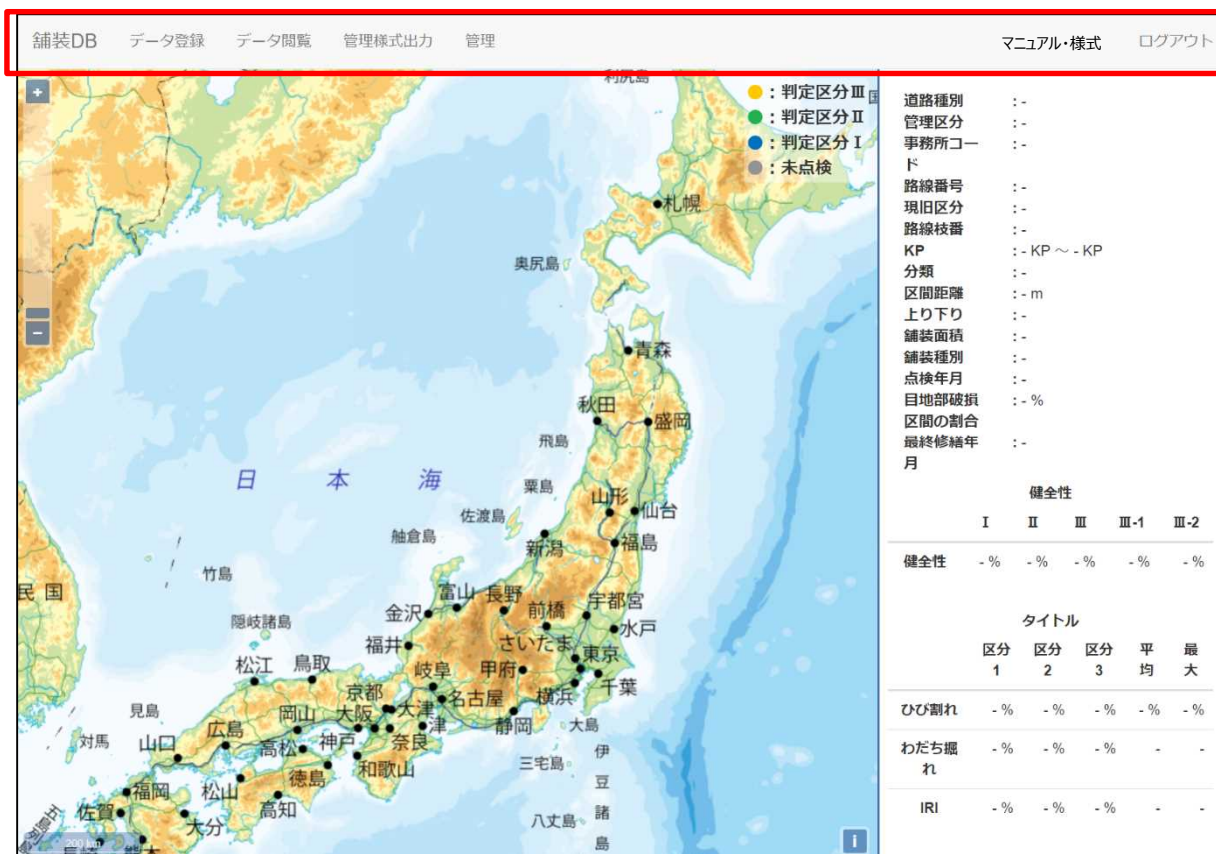 舗装DB データ登録 データ閲覧 管理様式出力 管理 マニュアル・様式 ログアウト
利尻島
+
：判定区分Ⅲ
：判定区分Ⅱ
：判定区分Ⅰ
：未点検
札幌
奥尻島
−
青森
秋田
盛岡
飛島
日本海
粟島
山形
仙台
佐渡島
舳倉島
新潟
福島
竹島
民国
富山 長野
宇都宮
金沢
前橋
水戸
隠岐諸島
福井
さいたま
東京
松江 鳥取
岐阜 甲府
千葉
京都
横浜
名古屋
見島
岡山 大阪 大津
静岡
大島
対馬
広島
津
山口
高松 神戸 奈良
伊豆諸島
三宅島
和歌山
徳島
福岡
松山
高知
佐賀
大分
八丈島
200 km
i
道路種別 :-
管理区分 :-
事務所コー :-
ド
路線番号 :-
現旧区分 :-
路線枝番 :-
KP :- KP ～ - KP
分類 :-
区間距離 :- m
上り下り :-
舗装面積 :-
舗装種別 :-
点検年月 :-
目地部破損 :- %
区間の割合
最終修繕年 :-
月
健全性
Ⅰ Ⅱ Ⅲ Ⅲ-1 Ⅲ-2
健全性 - % - % - % - % - %
タイトル
区分 区分 区分 平 最
1 2 3 均 大
ひび割れ - % - % - % - % - %
わだち掘 - % - % - % - -
れ
IRI - % - % - % - -